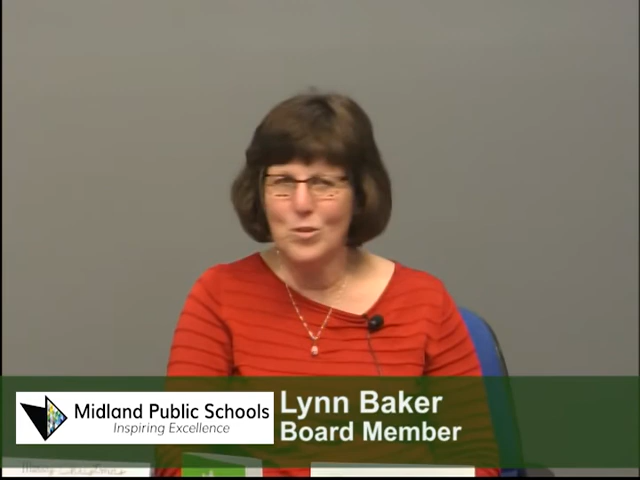 Midland Public Schools
Inspiring Excellence
Lynn Baker
Board Member